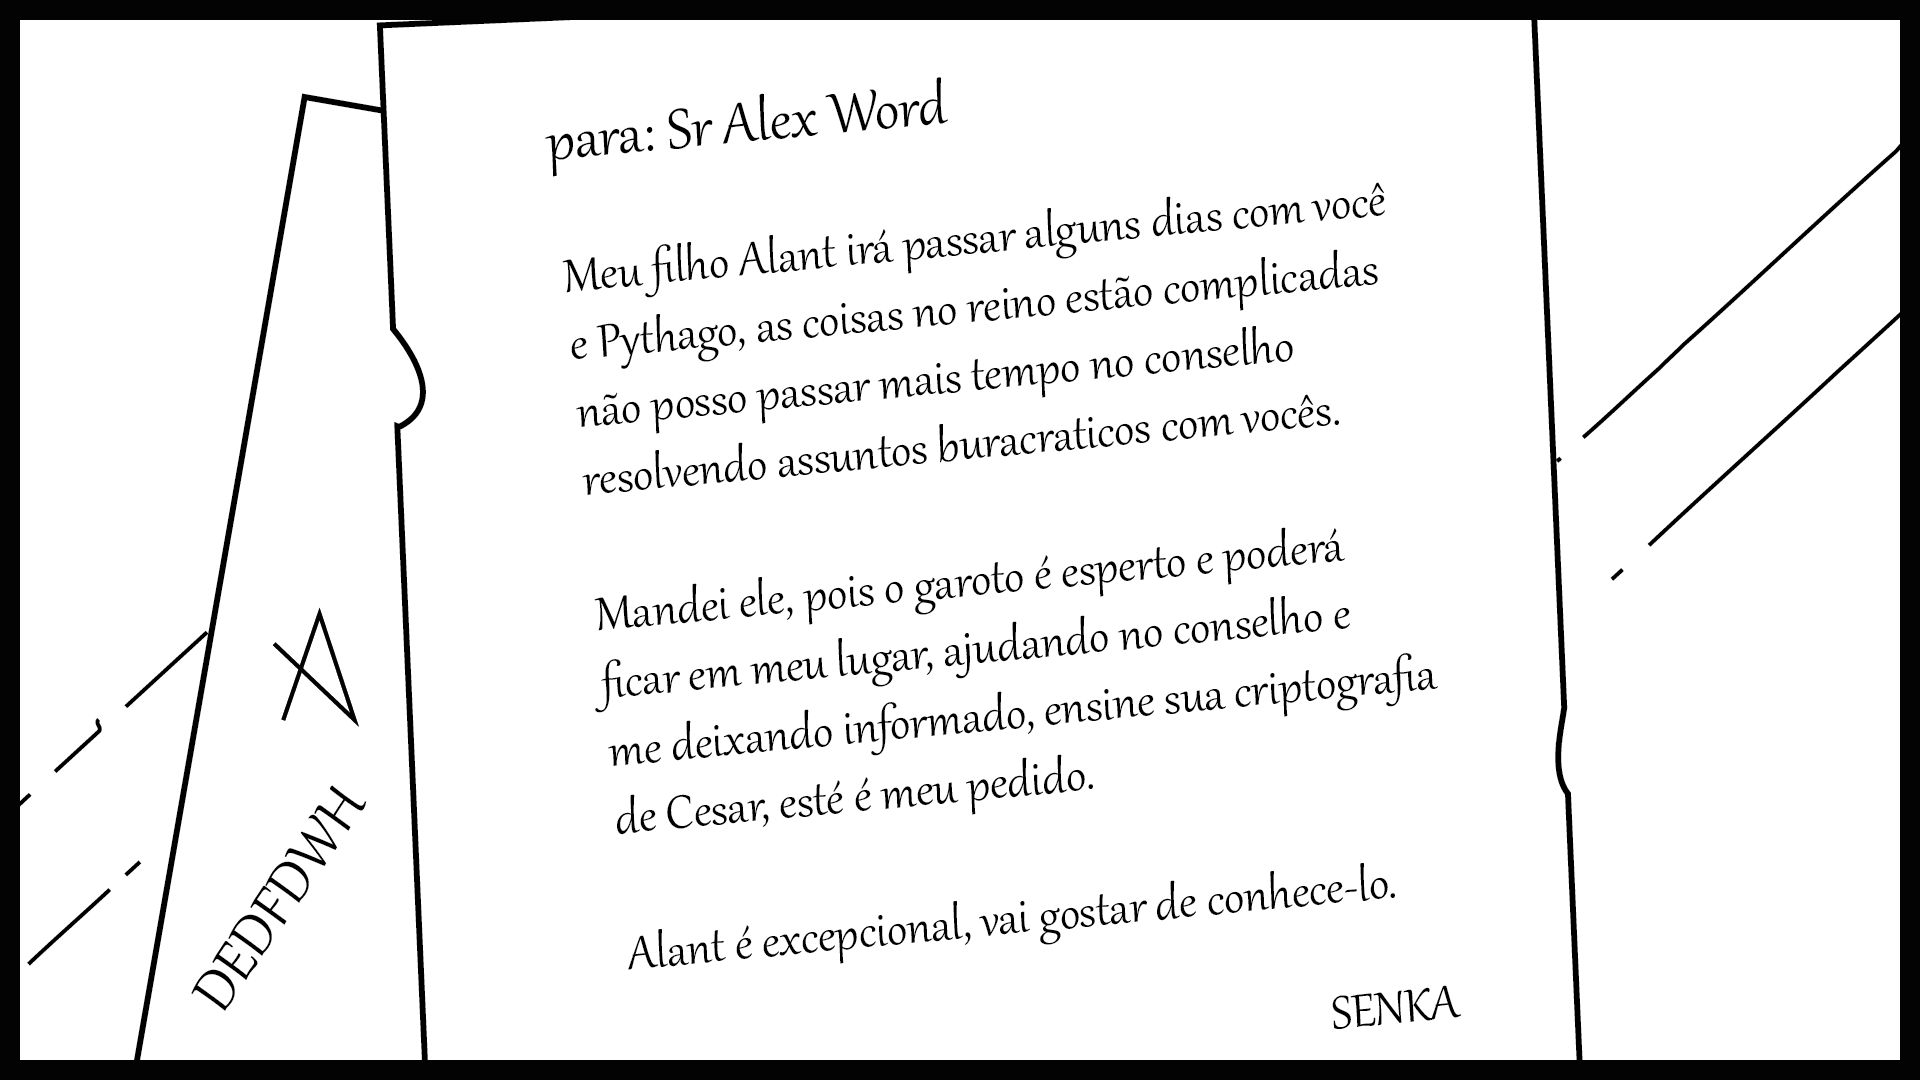 para: Sr Alex Word
Meu filho Alant irá passar alguns dias com você
e Pythago, as coisas no reino estão complicadas
não posso passar mais tempo no conselho
resolvendo assuntos buracraticos com vocês.
Mandei ele, pois o garoto é esperto e poderá
ficar em meu lugar, ajudando no conselho e
me deixando informado, ensine sua criptografia
de Cesar, esté é meu pedido.
Alant é excepcional, vai gostar de conhece-lo.
SENKA
DEDFDWH